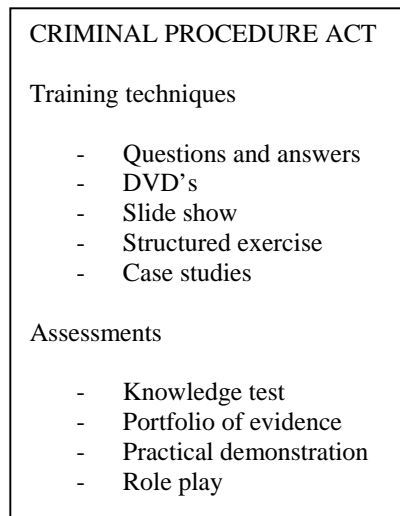 CRIMINAL PROCEDURE ACT
Training techniques
- Questions and answers
- DVD’s
- Slide show
- Structured exercise
- Case studies
Assessments
- Knowledge test
- Portfolio of evidence
- Practical demonstration
- Role play